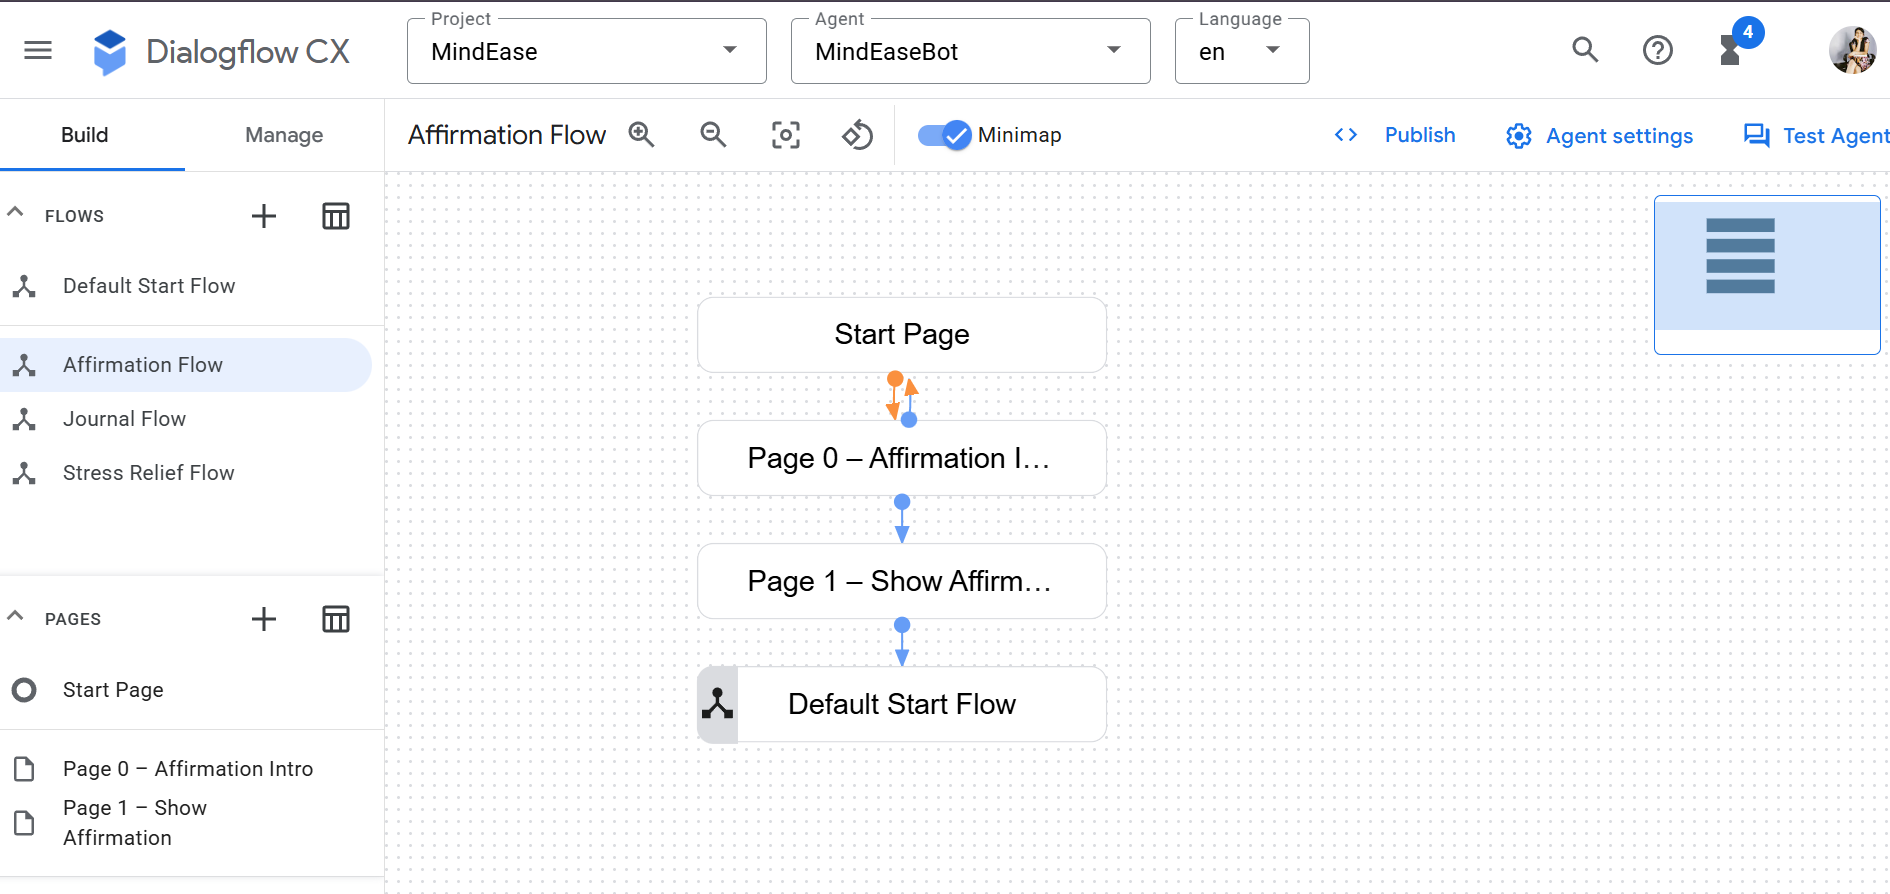 Project
Agent
Language
Dialogflow CX
MindEase
MindEaseBot
en
4
Build
Manage
Affirmation Flow
Minimap
Publish
Agent settings
Test Agent
FLOWS
Default Start Flow
Affirmation Flow
Journal Flow
Stress Relief Flow
PAGES
Start Page
Page 0 – Affirmation Intro
Page 1 – Show
Affirmation
Start Page
Page 0 – Affirmation I...
Page 1 – Show Affirm...
Default Start Flow